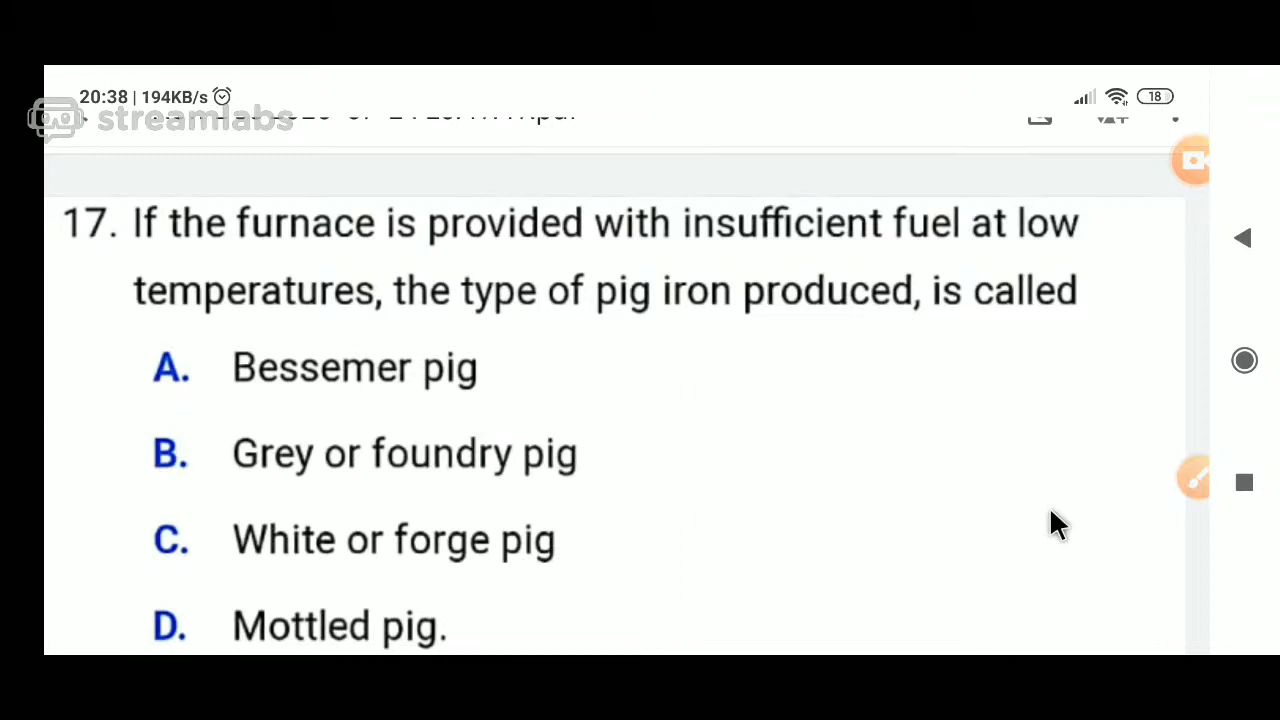 20:38 | 194KB/s
18
streamlabs
17. If the furnace is provided with insufficient fuel at low
temperatures, the type of pig iron produced, is called
A. Bessemer pig
B. Grey or foundry pig
C. White or forge pig
D. Mottled pig.